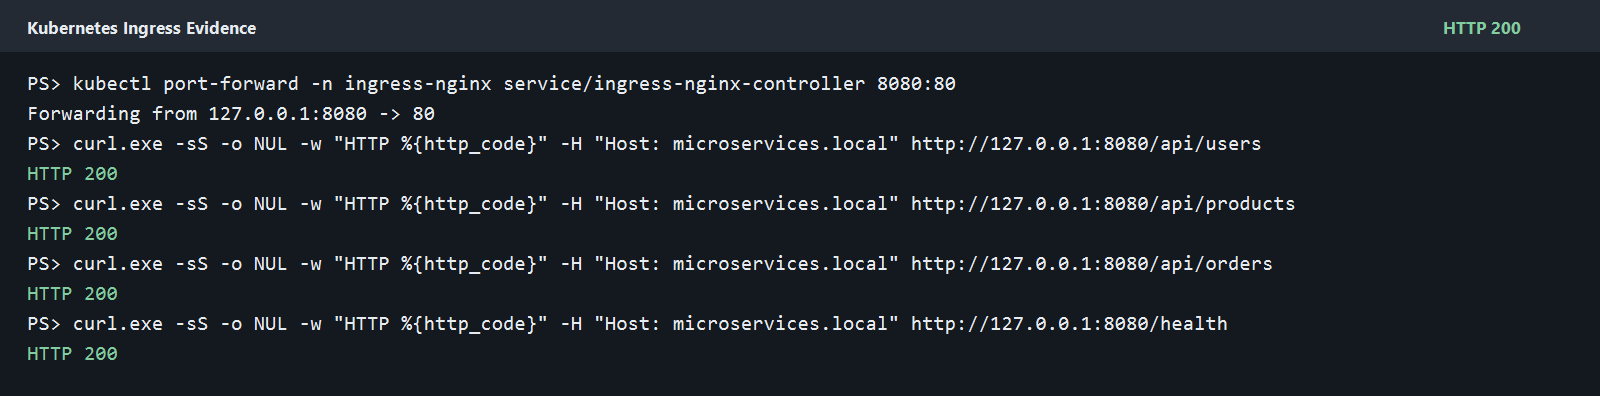 Kubernetes Ingress Evidence
HTTP 200
PS> kubectl port-forward -n ingress-nginx service/ingress-nginx-controller 8080:80
Forwarding from 127.0.0.1:8080 -> 80
PS> curl.exe -sS -o NUL -w "HTTP %{http_code}" -H "Host: microservices.local" http://127.0.0.1:8080/api/users
HTTP 200
PS> curl.exe -sS -o NUL -w "HTTP %{http_code}" -H "Host: microservices.local" http://127.0.0.1:8080/api/products
HTTP 200
PS> curl.exe -sS -o NUL -w "HTTP %{http_code}" -H "Host: microservices.local" http://127.0.0.1:8080/api/orders
HTTP 200
PS> curl.exe -sS -o NUL -w "HTTP %{http_code}" -H "Host: microservices.local" http://127.0.0.1:8080/health
HTTP 200